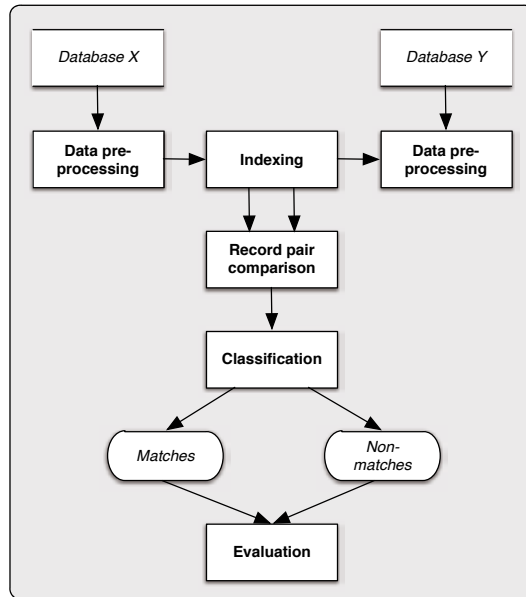 Database X
Database Y
Data pre-
processing
Indexing
Data pre-
processing
Record pair
comparison
Classification
Matches
Non-
matches
Evaluation